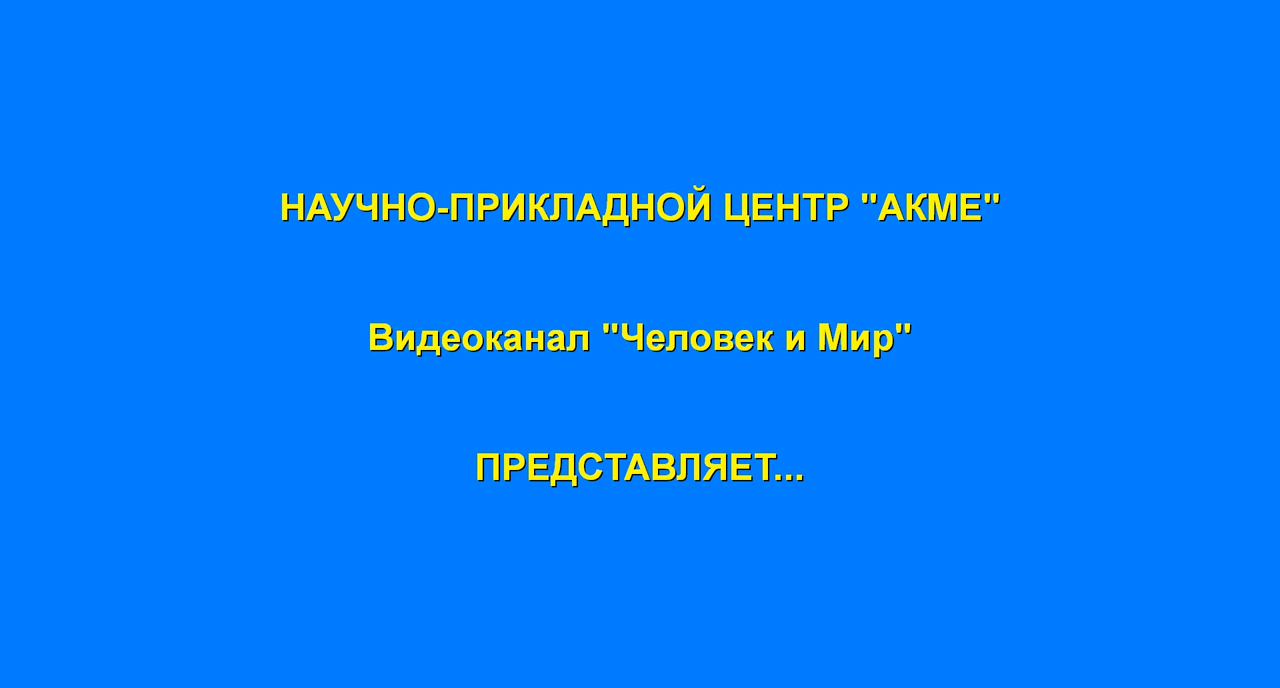 НАУЧНО-ПРИКЛАДНОЙ ЦЕНТР "АКМЕ"
Видеоканал "Человек и Мир"
ПРЕДСТАВЛЯЕТ...